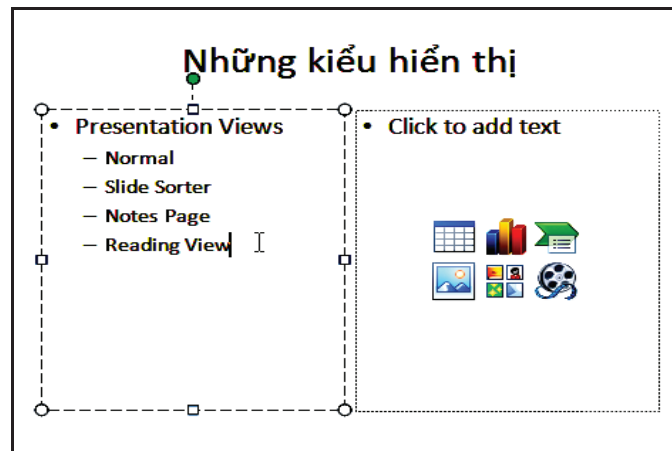 Những kiểu hiển thị
• Presentation Views
– Normal
– Slide Sorter
– Notes Page
– Reading View
• Click to add text